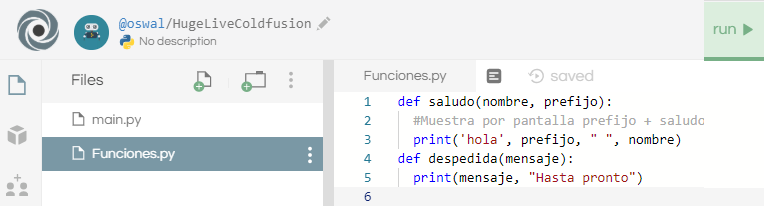 @oswal/HugeLiveColdfusion
No description
run
Files
main.py
Funciones.py
Funciones.py
saved
1 def saludo(nombre, prefijo):
2 #Muestra por pantalla prefijo + saludo
3 print('hola', prefijo, " ", nombre)
4 def despedida(mensaje):
5 print(mensaje, "Hasta pronto")
6